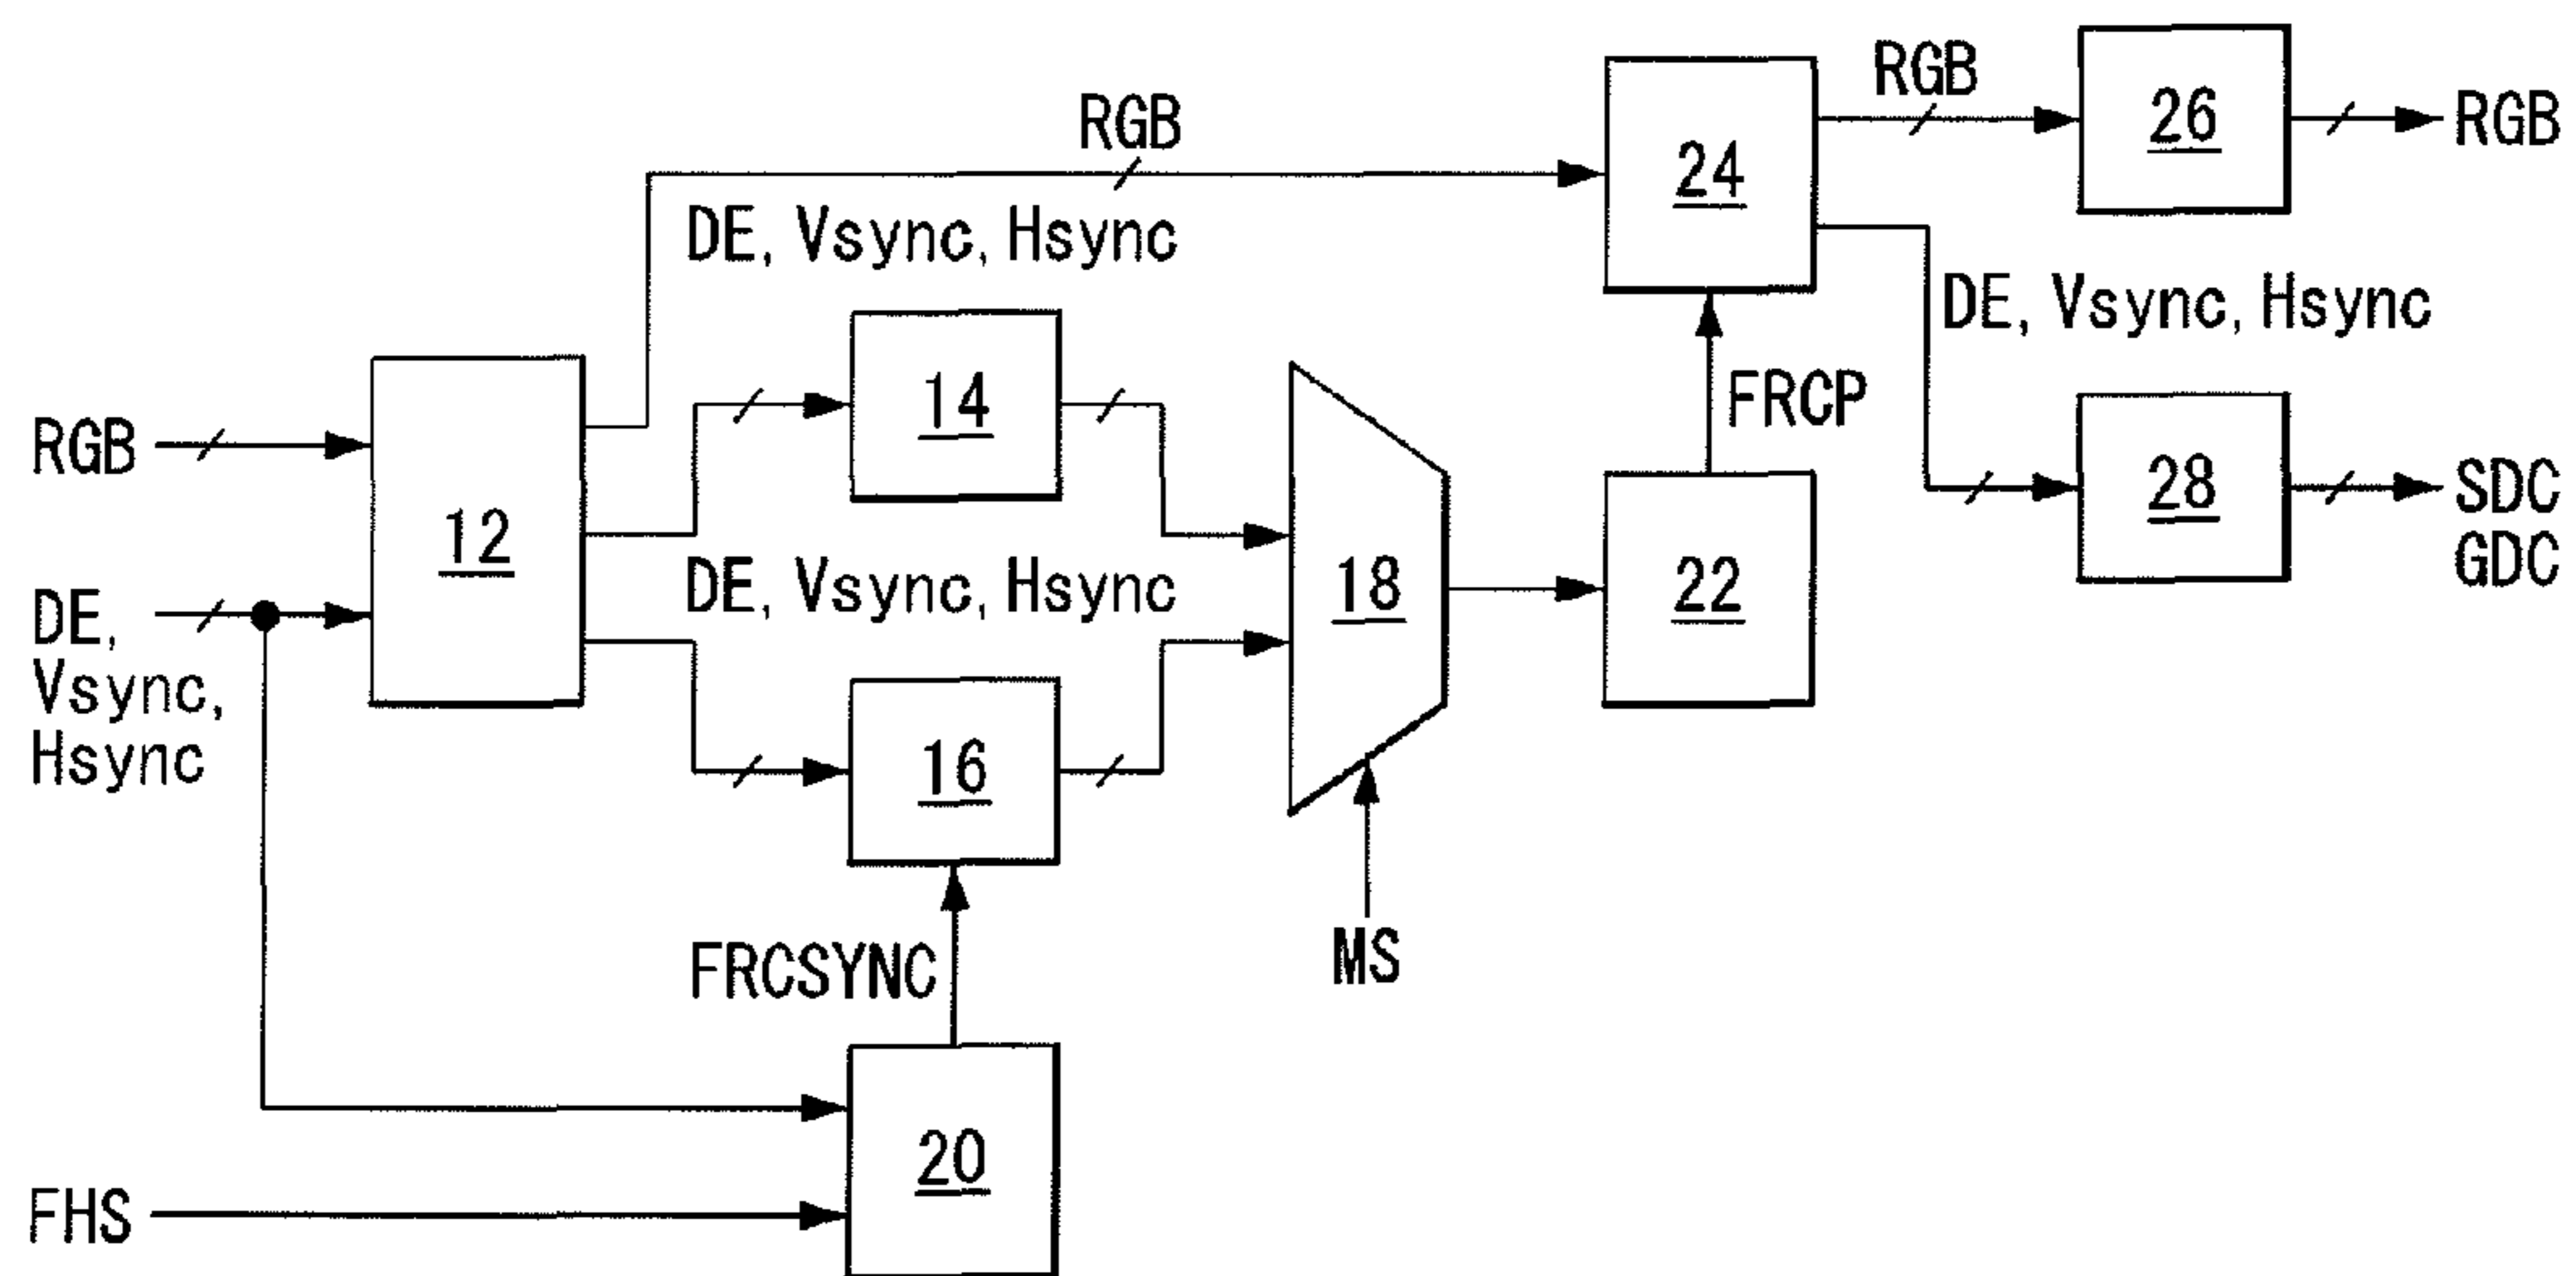 RGB
26
RGB
RGB
24
DE, Vsync, Hsync
DE, Vsync, Hsync
14
FRCP
RGB
12
28
SDC
GDC
DE, Vsync, Hsync
18
22
DE,
Vsync,
Hsync
16
FRCSYNC
MS
20
FHS